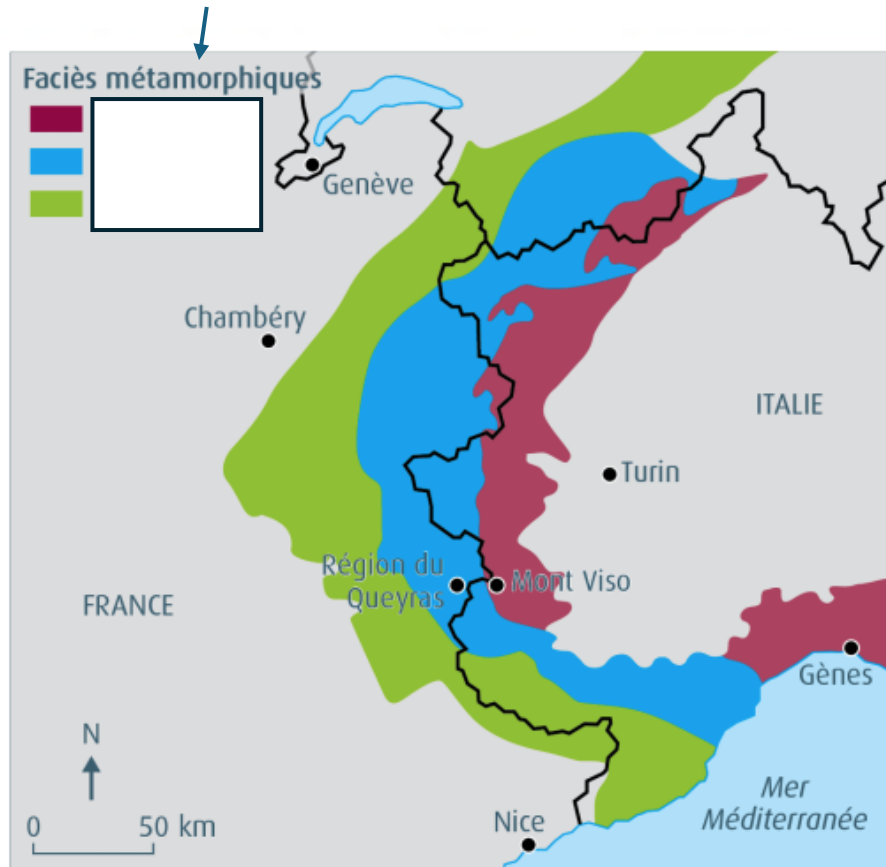 Faciès métamorphiques
Genève
Chambéry
ITALIE
Turin
Région du
Queyras
Mont Viso
FRANCE
Gènes
N
Mer
Méditerranée
0 50 km
Nice